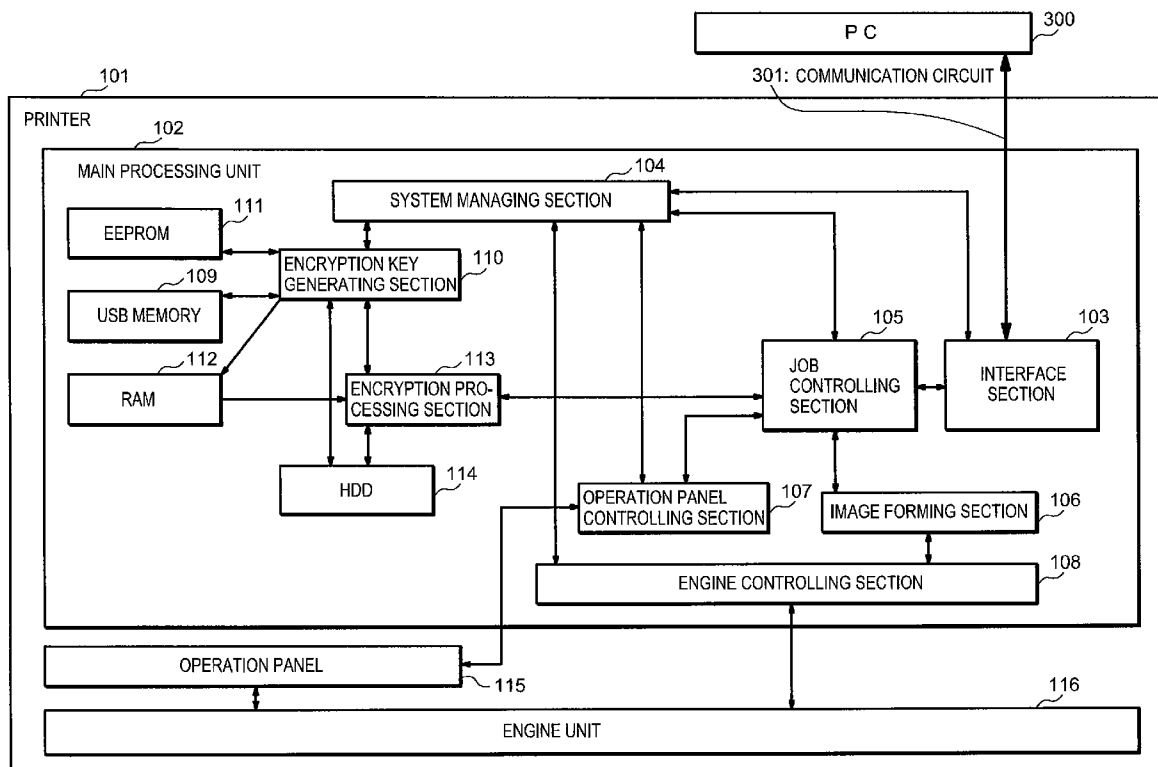 PC
300
301: COMMUNICATION CIRCUIT
101
PRINTER
102
MAIN PROCESSING UNIT
104
SYSTEM MANAGING SECTION
111
EEPROM
ENCRYPTION KEY
GENERATING SECTION
110
109
USB MEMORY
112
RAM
113
ENCRYPTION PRO-
CESSING SECTION
105
JOB
CONTROLLING
SECTION
103
INTERFACE
SECTION
HDD
114
OPERATION PANEL
CONTROLLING SECTION
107
IMAGE FORMING SECTION
106
ENGINE CONTROLLING SECTION
108
OPERATION PANEL
115
116
ENGINE UNIT